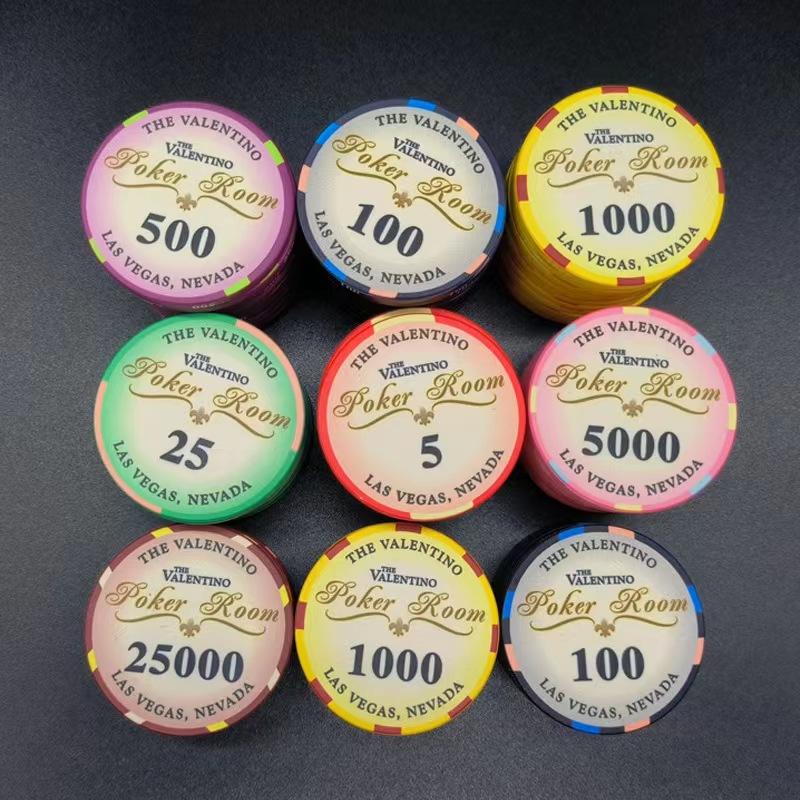 THE VALENTINO
THE
VALENTINO
Poker Room
500
LAS VEGAS, NEVADA
THE VALENTINO
THE
VALENTINO
Poker Room
100
LAS VEGAS, NEVADA
THE VALENTINO
THE
VALENTINO
Poker Room
1000
LAS VEGAS, NEVADA
THE VALENTINO
THE
VALENTINO
Poker Room
25
LAS VEGAS, NEVADA
THE VALENTINO
THE
VALENTINO
Poker Room
5
LAS VEGAS, NEVADA
THE VALENTINO
THE
VALENTINO
Poker Room
5000
LAS VEGAS, NEVADA
THE VALENTINO
THE
VALENTINO
Poker Room
25000
LAS VEGAS, NEVADA
THE VALENTINO
THE
VALENTINO
Poker Room
1000
LAS VEGAS, NEVADA
THE VALENTINO
THE
VALENTINO
Poker Room
100
LAS VEGAS, NEVADA